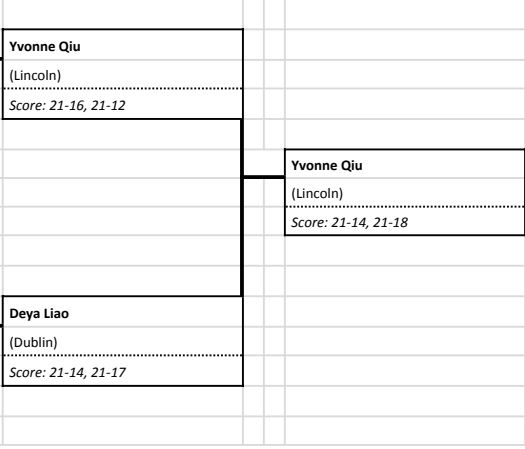 Yvonne Qiu
(Lincoln)
Score: 21-16, 21-12
Yvonne Qiu
(Lincoln)
Score: 21-14, 21-18
Deya Liao
(Dublin)
Score: 21-14, 21-17